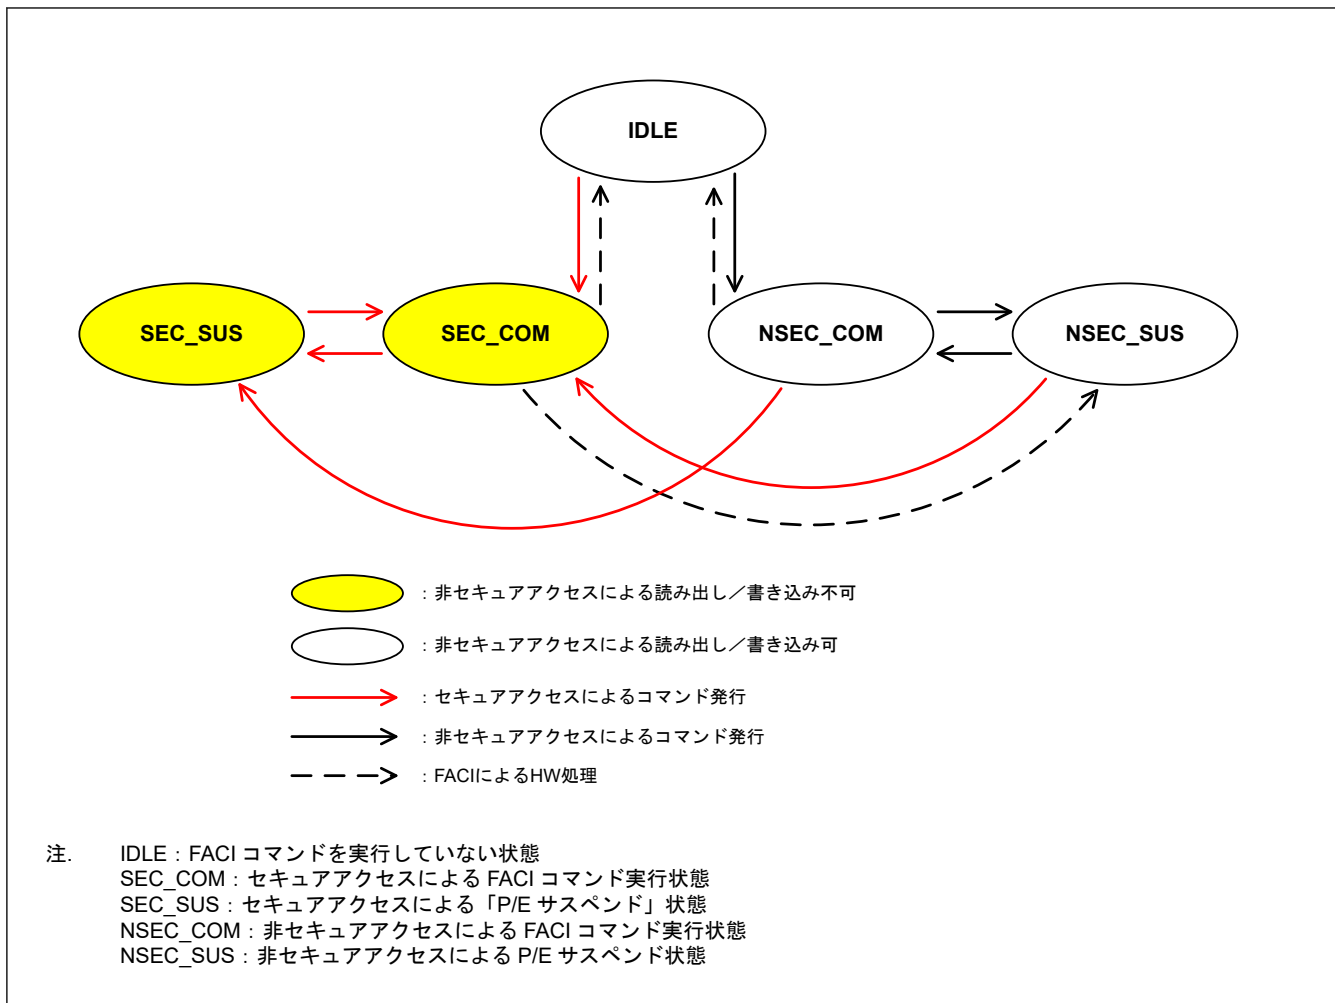 IDLE
SEC_SUS
SEC_COM
NSEC_COM
NSEC_SUS
：非セキュアアクセスによる読み出し／書き込み不可
：非セキュアアクセスによる読み出し／書き込み可
：セキュアアクセスによるコマンド発行
：非セキュアアクセスによるコマンド発行
：FACIによるHW処理
注. IDLE：FACI コマンドを実行していない状態
SEC_COM：セキュアアクセスによる FACI コマンド実行状態
SEC_SUS：セキュアアクセスによる「P/E サスペンド」状態
NSEC_COM：非セキュアアクセスによる FACI コマンド実行状態
NSEC_SUS：非セキュアアクセスによる P/E サスペンド状態